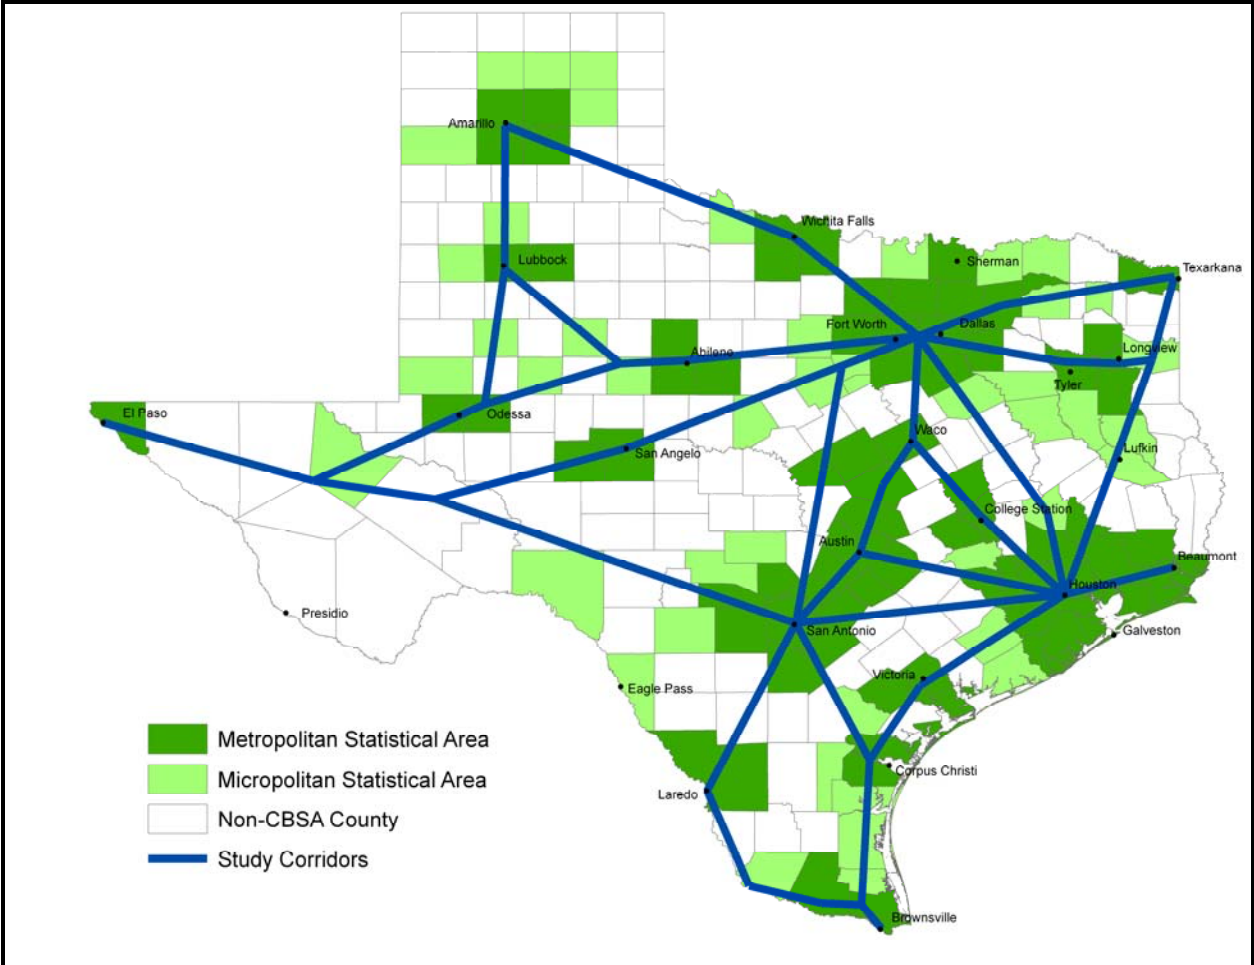 Amarillo
Wichita Falls
Lubbock
Sherman
Texarkana
Fort Worth
Dallas
Abilene
Longview
Tyler
El Paso
Odessa
Waco
San Angelo
Lufkin
College Station
Austin
Beaumont
Houston
Presidio
San Antonio
Galveston
Victoria
Eagle Pass
Metropolitan Statistical Area
Micropolitan Statistical Area
Non-CBSA County
Study Corridors
Corpus Christi
Laredo
Brownsville